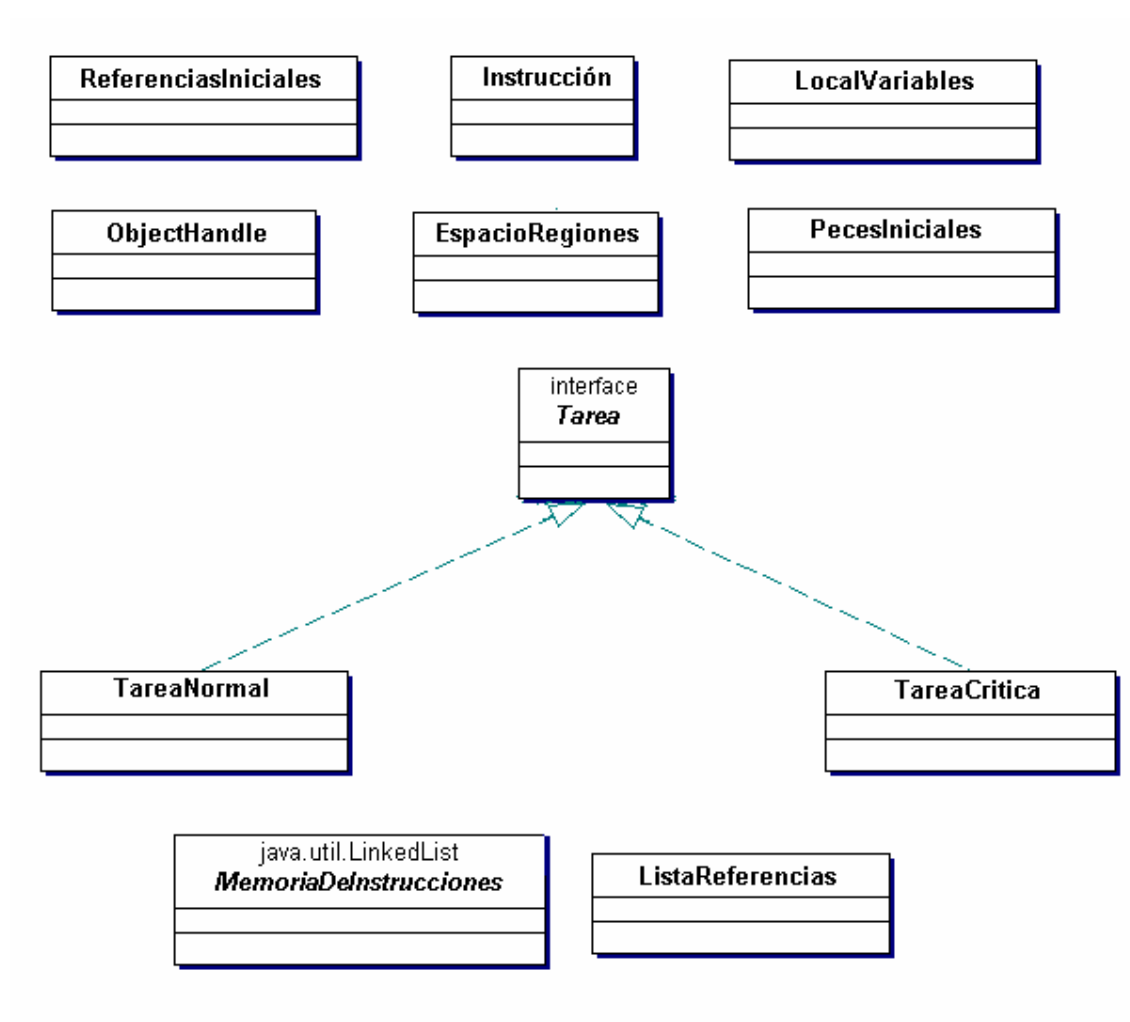 ReferenciasIniciales
Instrucción
LocalVariables
ObjectHandle
EspacioRegiones
PecesIniciales
interface
Tarea
TareaNormal
TareaCritica
java.util.LinkedList
MemoriaDeInstrucciones
ListaReferencias